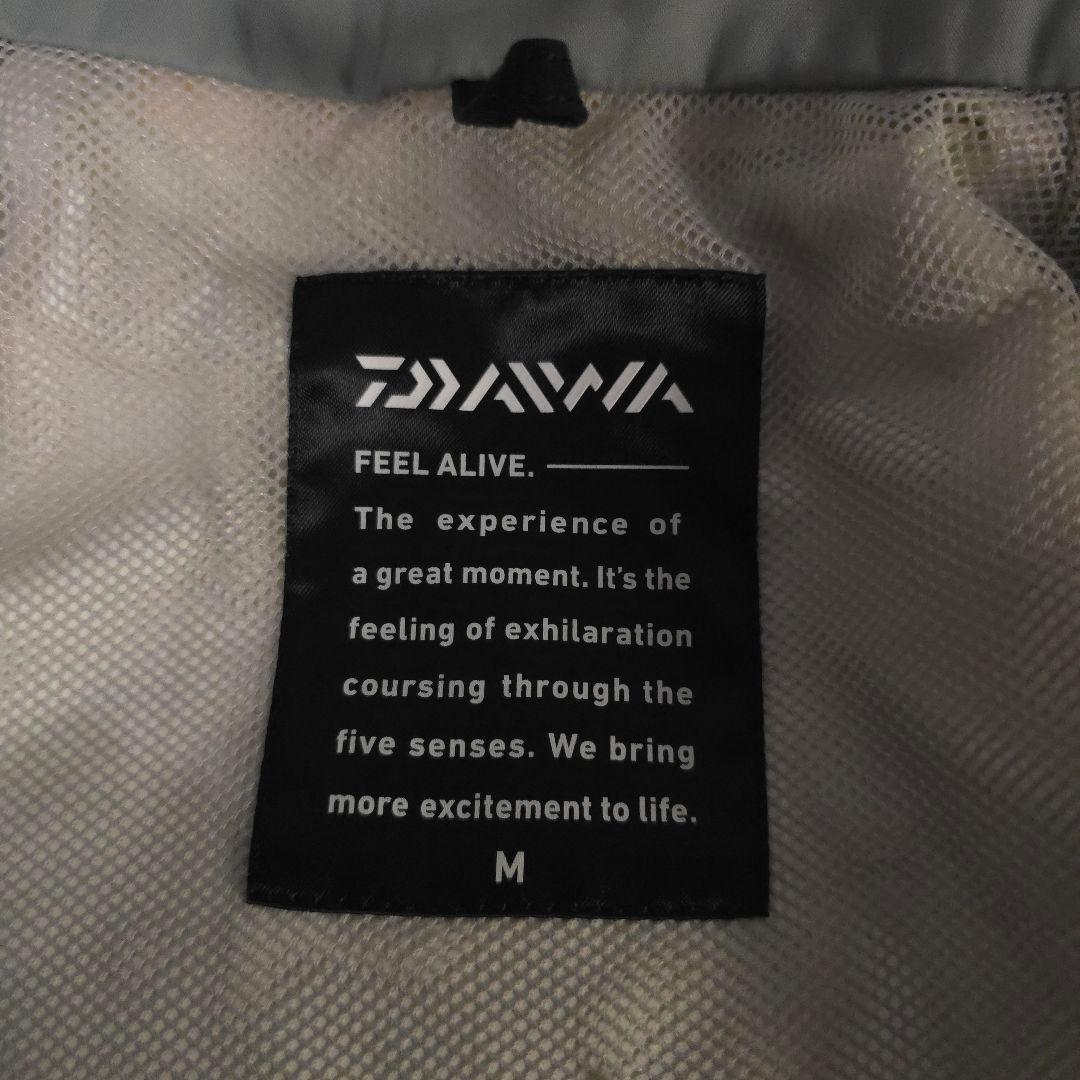 DAIWA
FEEL ALIVE.
The experience of
a great moment. It's the
feeling of exhilaration
coursing through the
five senses. We bring
more excitement to life.
M